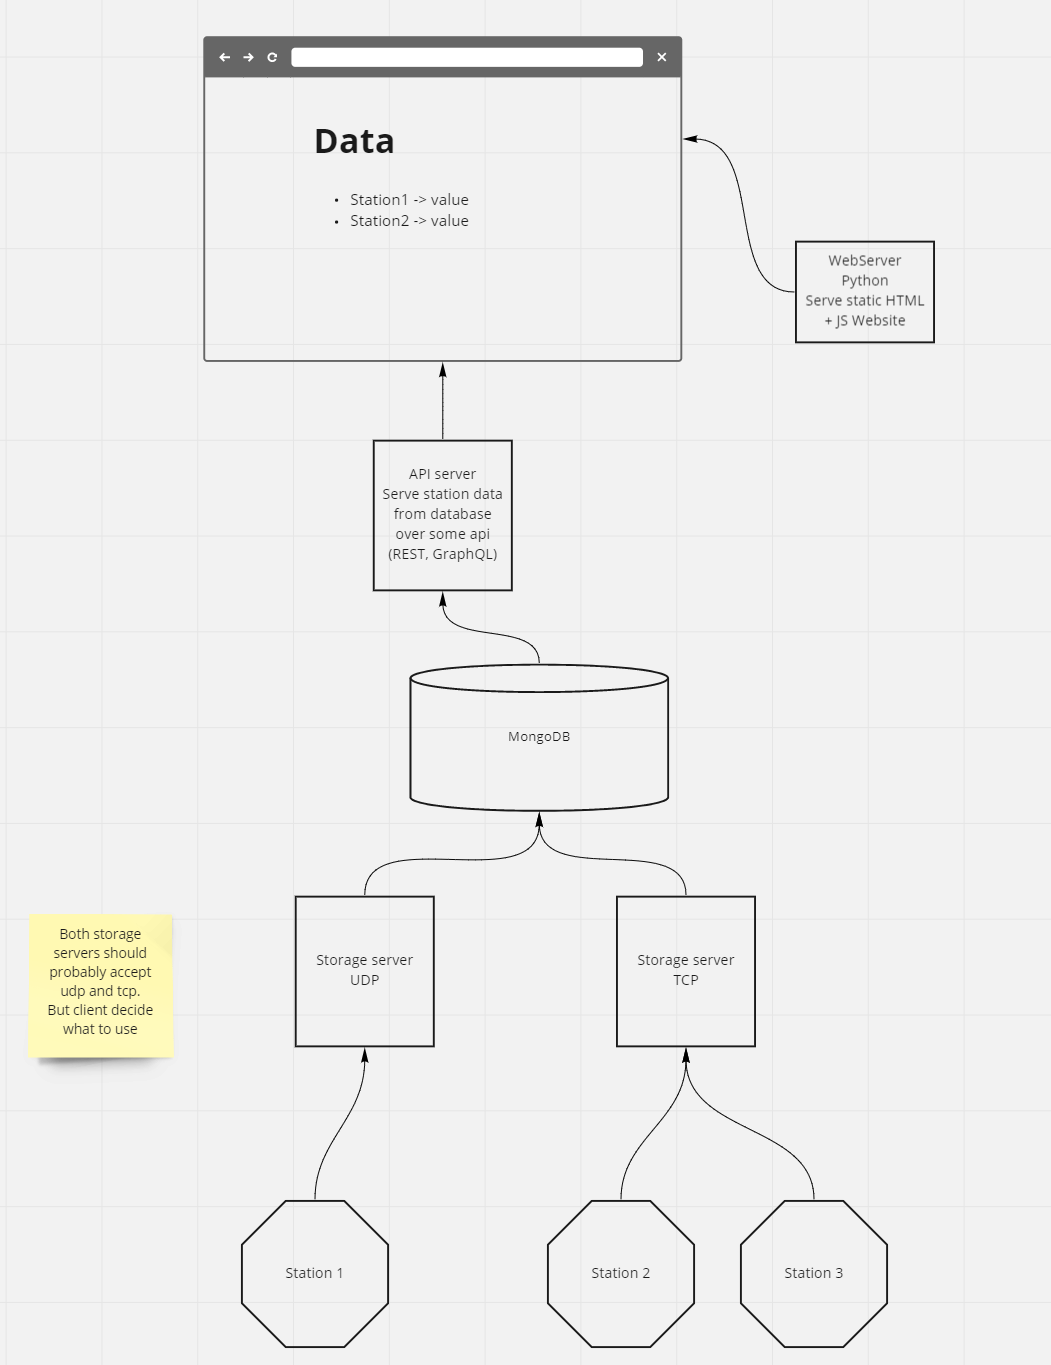 Data
• Station1 -> value
• Station2 -> value
WebServer
Python
Serve static HTML
+ JS Website
API server
Serve station data
from database
over some api
(REST, GraphQL)
MongoDB
Both storage
servers should
probably accept
udp and tcp.
But client decide
what to use
Storage server
UDP
Storage server
TCP
Station 1
Station 2
Station 3